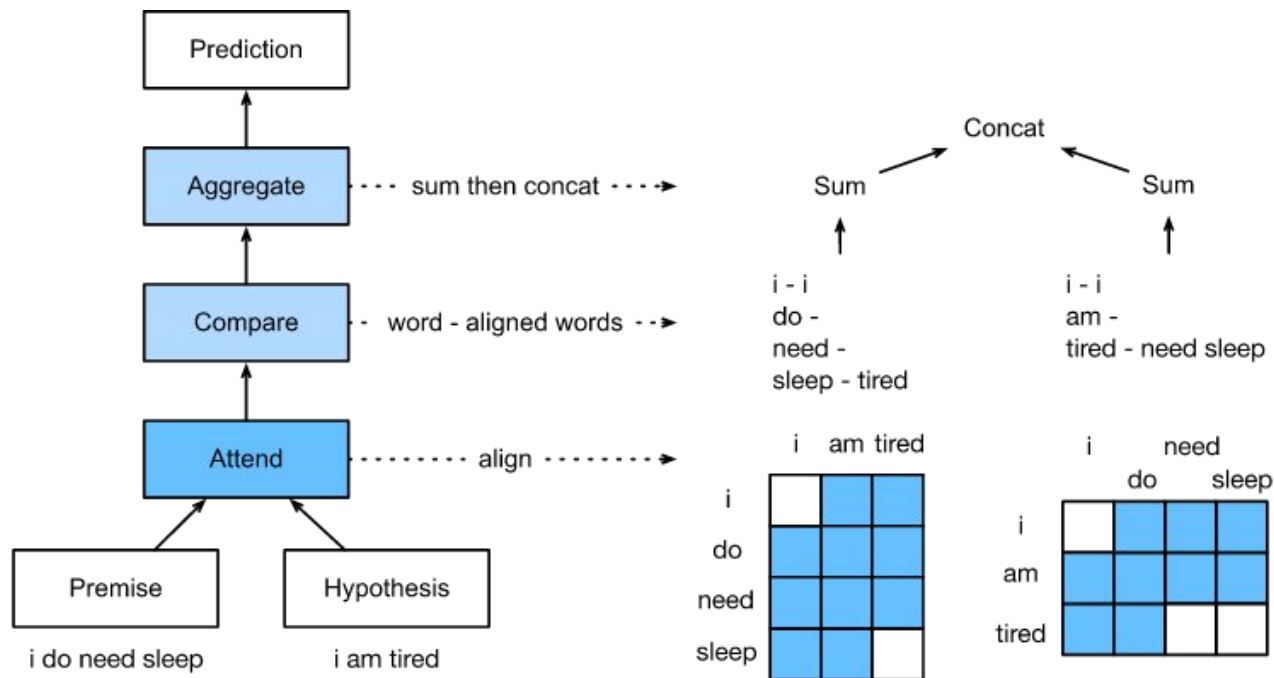 Prediction
Aggregate
sum then concat
Compare
word - aligned words
Attend
align
Premise
Hypothesis
i do need sleep
i am tired
Concat
Sum
Sum
i - i
do -
need -
sleep - tired
i - i
am -
tired - need sleep
i am tired
i
do
need
sleep
i need
do sleep
i
am
tired